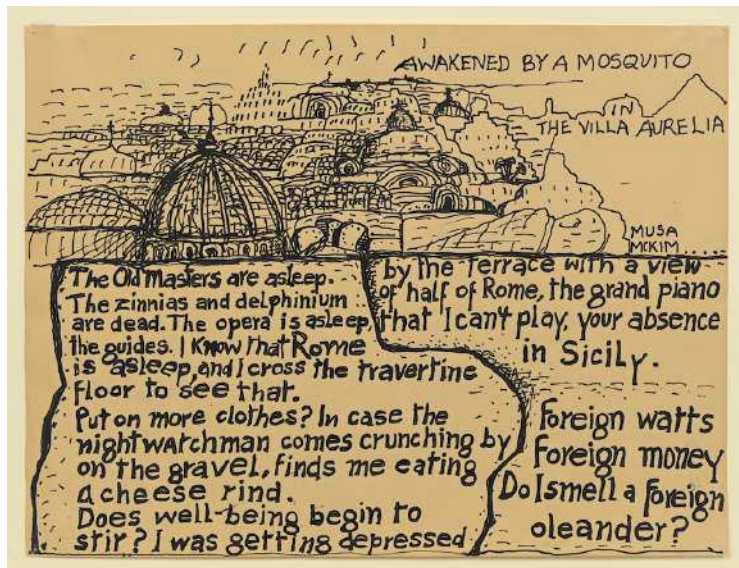 AWAKENED BY A MOSQUITO
IN
THE VILLA AURELIA
MUSA
MCKIM....
The Old Masters are asleep.
The zinnias and delphinium
are dead. The opera is asleep,
the guides. I know that Rome
is asleep, and I cross the travertine
floor to see that.
Put on more clothes? In case the
nightwatchman comes crunching by
on the gravel, finds me eating
a cheese rind.
Does well-being begin to
stir? I was getting depressed
by the terrace with a view
of half of Rome, the grand piano
that I can't play, your absence
in Sicily.
Foreign watts
Foreign money
Do I smell a foreign
oleander?